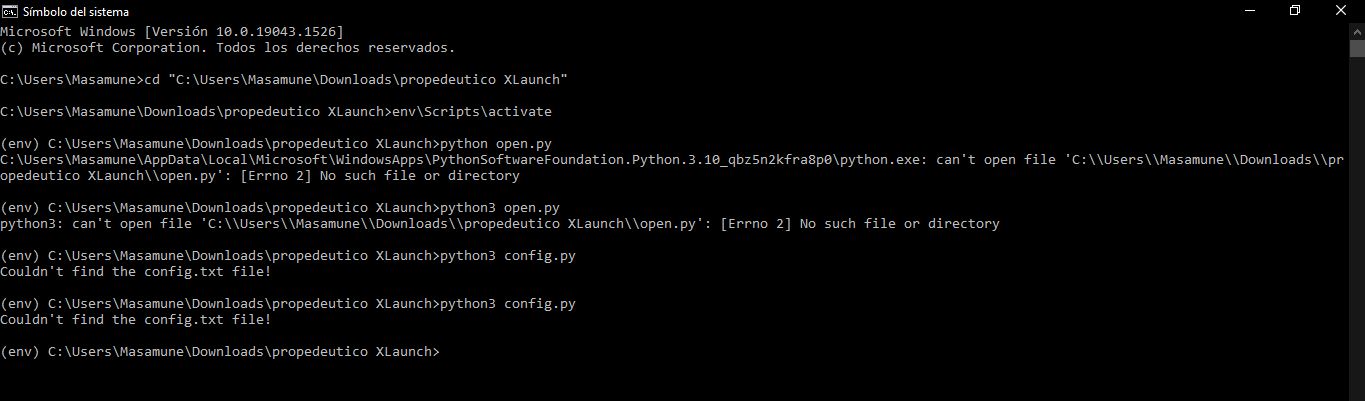 Símbolo del sistema
Microsoft Windows [Versión 10.0.19043.1526]
(c) Microsoft Corporation. Todos los derechos reservados.
C:\Users\Masamune>cd "C:\Users\Masamune\Downloads\propedeutico XLaunch"
C:\Users\Masamune\Downloads\propedeutico XLaunch>env\Scripts\activate
(env) C:\Users\Masamune\Downloads\propedeutico XLaunch>python open.py
C:\Users\Masamune\AppData\Local\Microsoft\WindowsApps\PythonSoftwareFoundation.Python.3.10_qbz5n2kfra8p0\python.exe: can't open file 'C:\\Users\\Masamune\\Downloads\\pr
opedeutico XLaunch\\open.py': [Errno 2] No such file or directory
(env) C:\Users\Masamune\Downloads\propedeutico XLaunch>python3 open.py
python3: can't open file 'C:\\Users\\Masamune\\Downloads\\propedeutico XLaunch\\open.py': [Errno 2] No such file or directory
(env) C:\Users\Masamune\Downloads\propedeutico XLaunch>python3 config.py
Couldn't find the config.txt file!
(env) C:\Users\Masamune\Downloads\propedeutico XLaunch>python3 config.py
Couldn't find the config.txt file!
(env) C:\Users\Masamune\Downloads\propedeutico XLaunch>